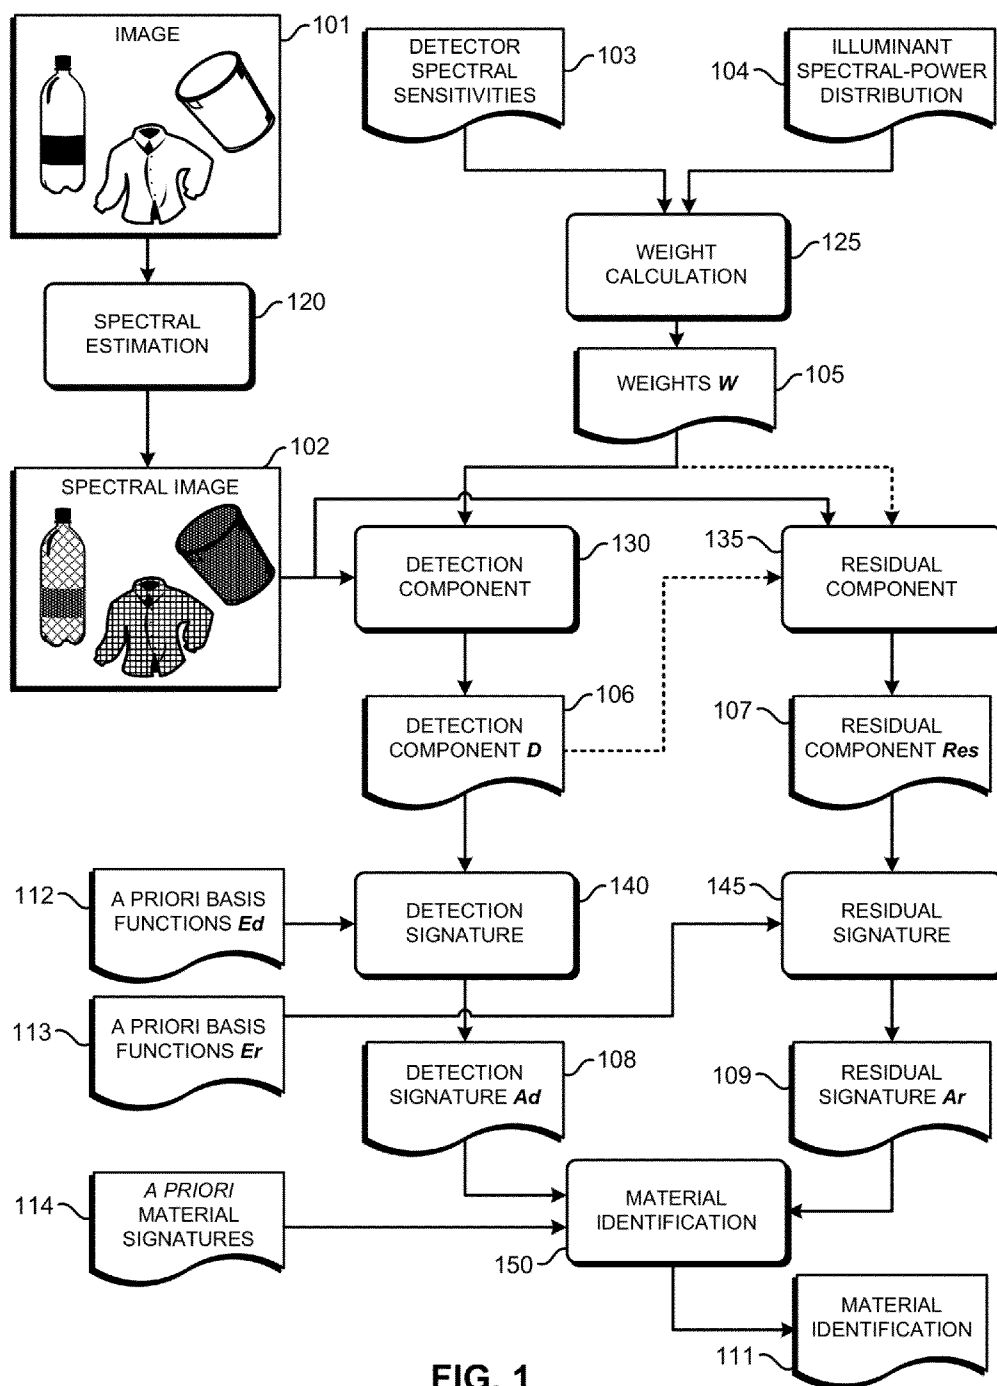 IMAGE
101
DETECTOR
SPECTRAL
SENSITIVITIES
103
104
ILLUMINANT
SPECTRAL-POWER
DISTRIBUTION
WEIGHT
CALCULATION
125
120
SPECTRAL
ESTIMATION
WEIGHTS W
105
102
SPECTRAL IMAGE
DETECTION
COMPONENT
130
135
RESIDUAL
COMPONENT
106
DETECTION
COMPONENT D
107
RESIDUAL
COMPONENT Res
112
A PRIORI BASIS
FUNCTIONS Ed
DETECTION
SIGNATURE
140
145
RESIDUAL
SIGNATURE
113
A PRIORI BASIS
FUNCTIONS Er
DETECTION
SIGNATURE Ad
108
109
RESIDUAL
SIGNATURE Ar
114
A PRIORI
MATERIAL
SIGNATURES
MATERIAL
IDENTIFICATION
150
MATERIAL
IDENTIFICATION
111
FIG. 1